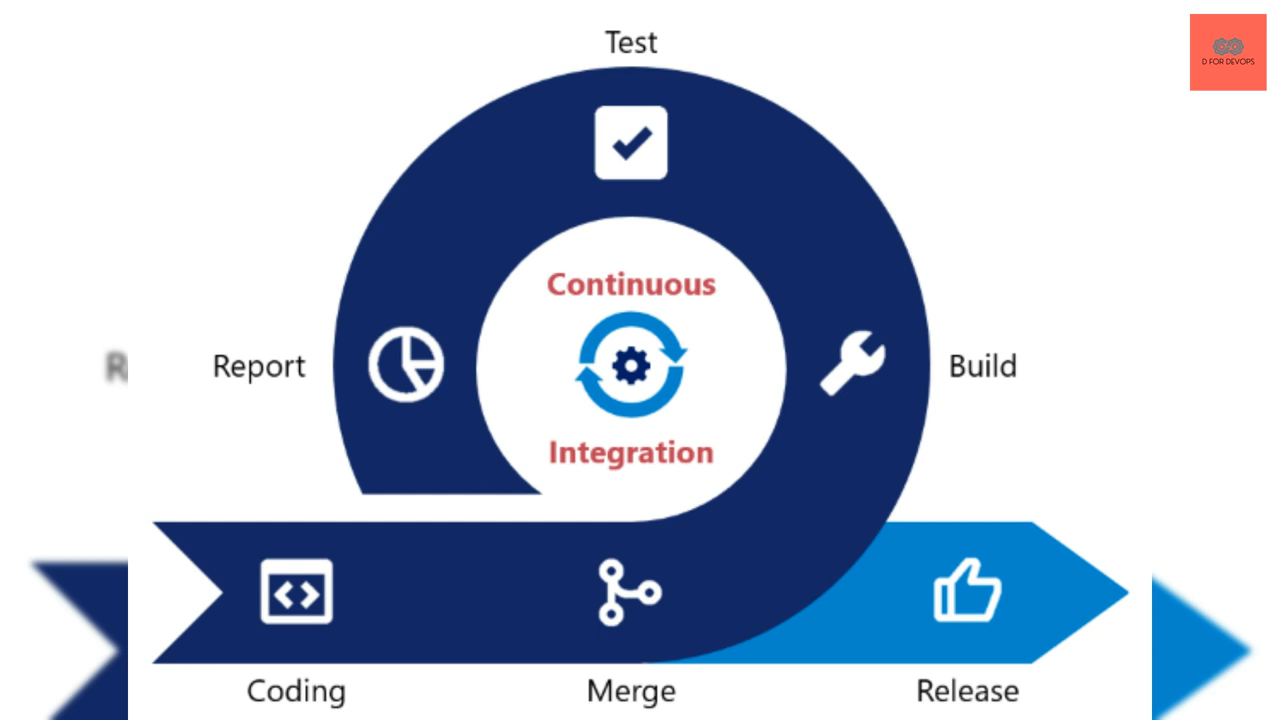 Test
D FOR DEVOPS
Continuous
Report
Build
Integration
Coding
Merge
Release